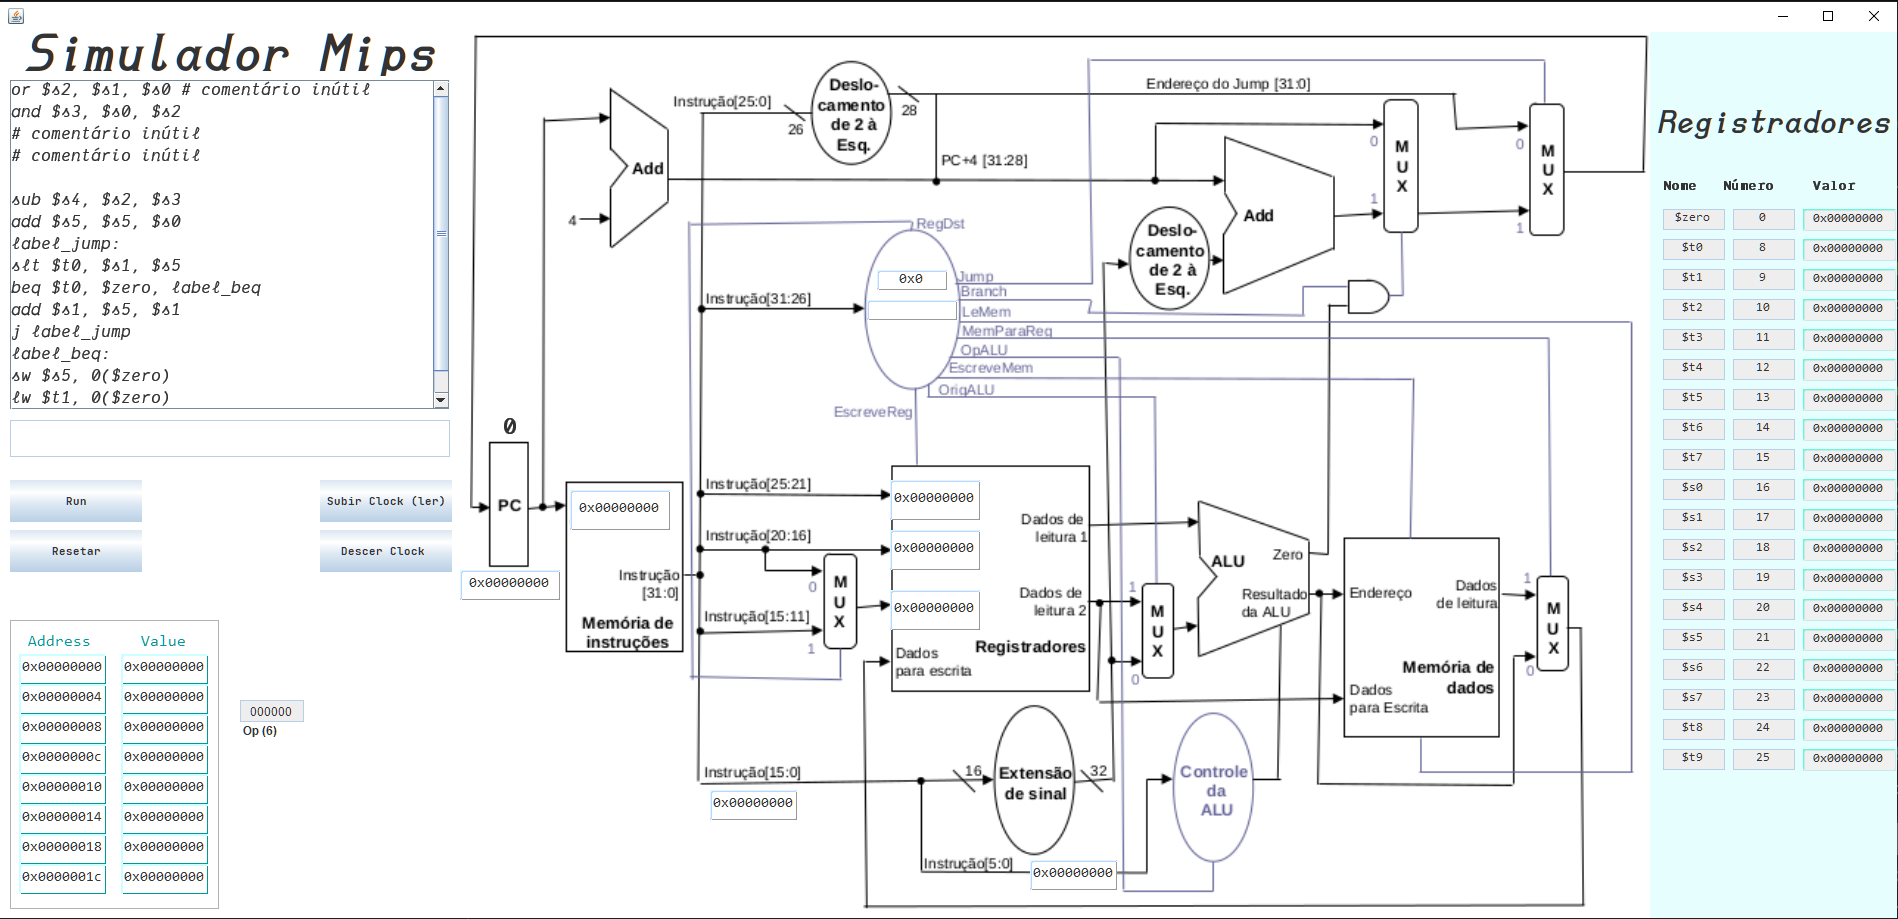 Simulador Mips
or $s2, $s1, $s0 # comentário inútil
and $s3, $s0, $s2
# comentário inútil
# comentário inútil
sub $s4, $s2, $s3
add $s5, $s5, $s0
label_jump:
slt $t0, $s1, $s5
beq $t0, $zero, label_beq
add $s1, $s5, $s1
j label_jump
label_beq:
sw $s5, 0($zero)
lw $t1, 0($zero)
Run
Subir Clock (ler)
Resetar
Descer Clock
Address Value
0x00000000 0x00000000
0x00000004 0x00000000
0x00000008 0x00000000
0x0000000c 0x00000000
0x00000010 0x00000000
0x00000014 0x00000000
0x00000018 0x00000000
0x0000001c 0x00000000
000000
Op (6)
0
PC
0x00000000
0x00000000
Instrução
[31:0]
Memória de
instruções
4
Add
Instrução[25:0]
26
Deslo-
camento
de 2 à
Esq.
28
PC+4 [31:28]
Endereço do Jump [31:0]
Deslo-
camento
de 2 à
Esq.
Add
0
M
U
X
1
0
M
U
X
1
Instrução[31:26]
0x0
RegDst
Jump
Branch
LeMem
MemParaReg
OpALU
EscreveMem
OrigALU
EscreveReg
Instrução[25:21]
Instrução[20:16]
Instrução[15:11]
0
M
U
X
1
0x00000000
0x00000000
0x00000000
Dados
para escrita
Dados de
leitura 1
Dados de
leitura 2
Registradores
1
M
U
X
0
ALU
Zero
Resultado
da ALU
Endereço
Dados
de leitura
Memória de
dados
Dados
para Escrita
1
M
U
X
0
Instrução[15:0]
0x00000000
16
Extensão
de sinal
32
Instrução[5:0]
0x00000000
Controle
da
ALU
Registradores
Nome Número Valor
$zero 0 0x00000000
$t0 8 0x00000000
$t1 9 0x00000000
$t2 10 0x00000000
$t3 11 0x00000000
$t4 12 0x00000000
$t5 13 0x00000000
$t6 14 0x00000000
$t7 15 0x00000000
$s0 16 0x00000000
$s1 17 0x00000000
$s2 18 0x00000000
$s3 19 0x00000000
$s4 20 0x00000000
$s5 21 0x00000000
$s6 22 0x00000000
$s7 23 0x00000000
$t8 24 0x00000000
$t9 25 0x00000000